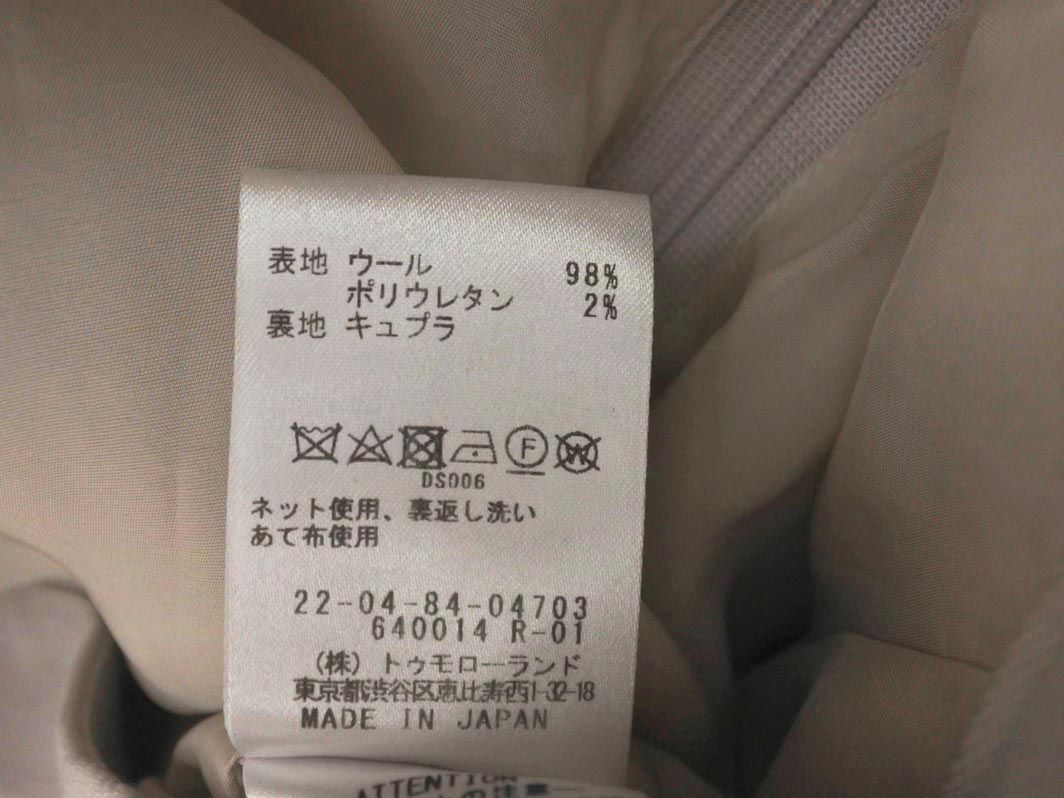 表地 ウール 98%
ポリウレタン 2%
裏地 キュプラ
F W
DS006
ネット使用、裏返し洗い
あて布使用
22-04-84-04703
640014 R-01
(株) トゥモローランド
東京都渋谷区恵比寿西1-32-18
MADE IN JAPAN
ATTENTION
の注意